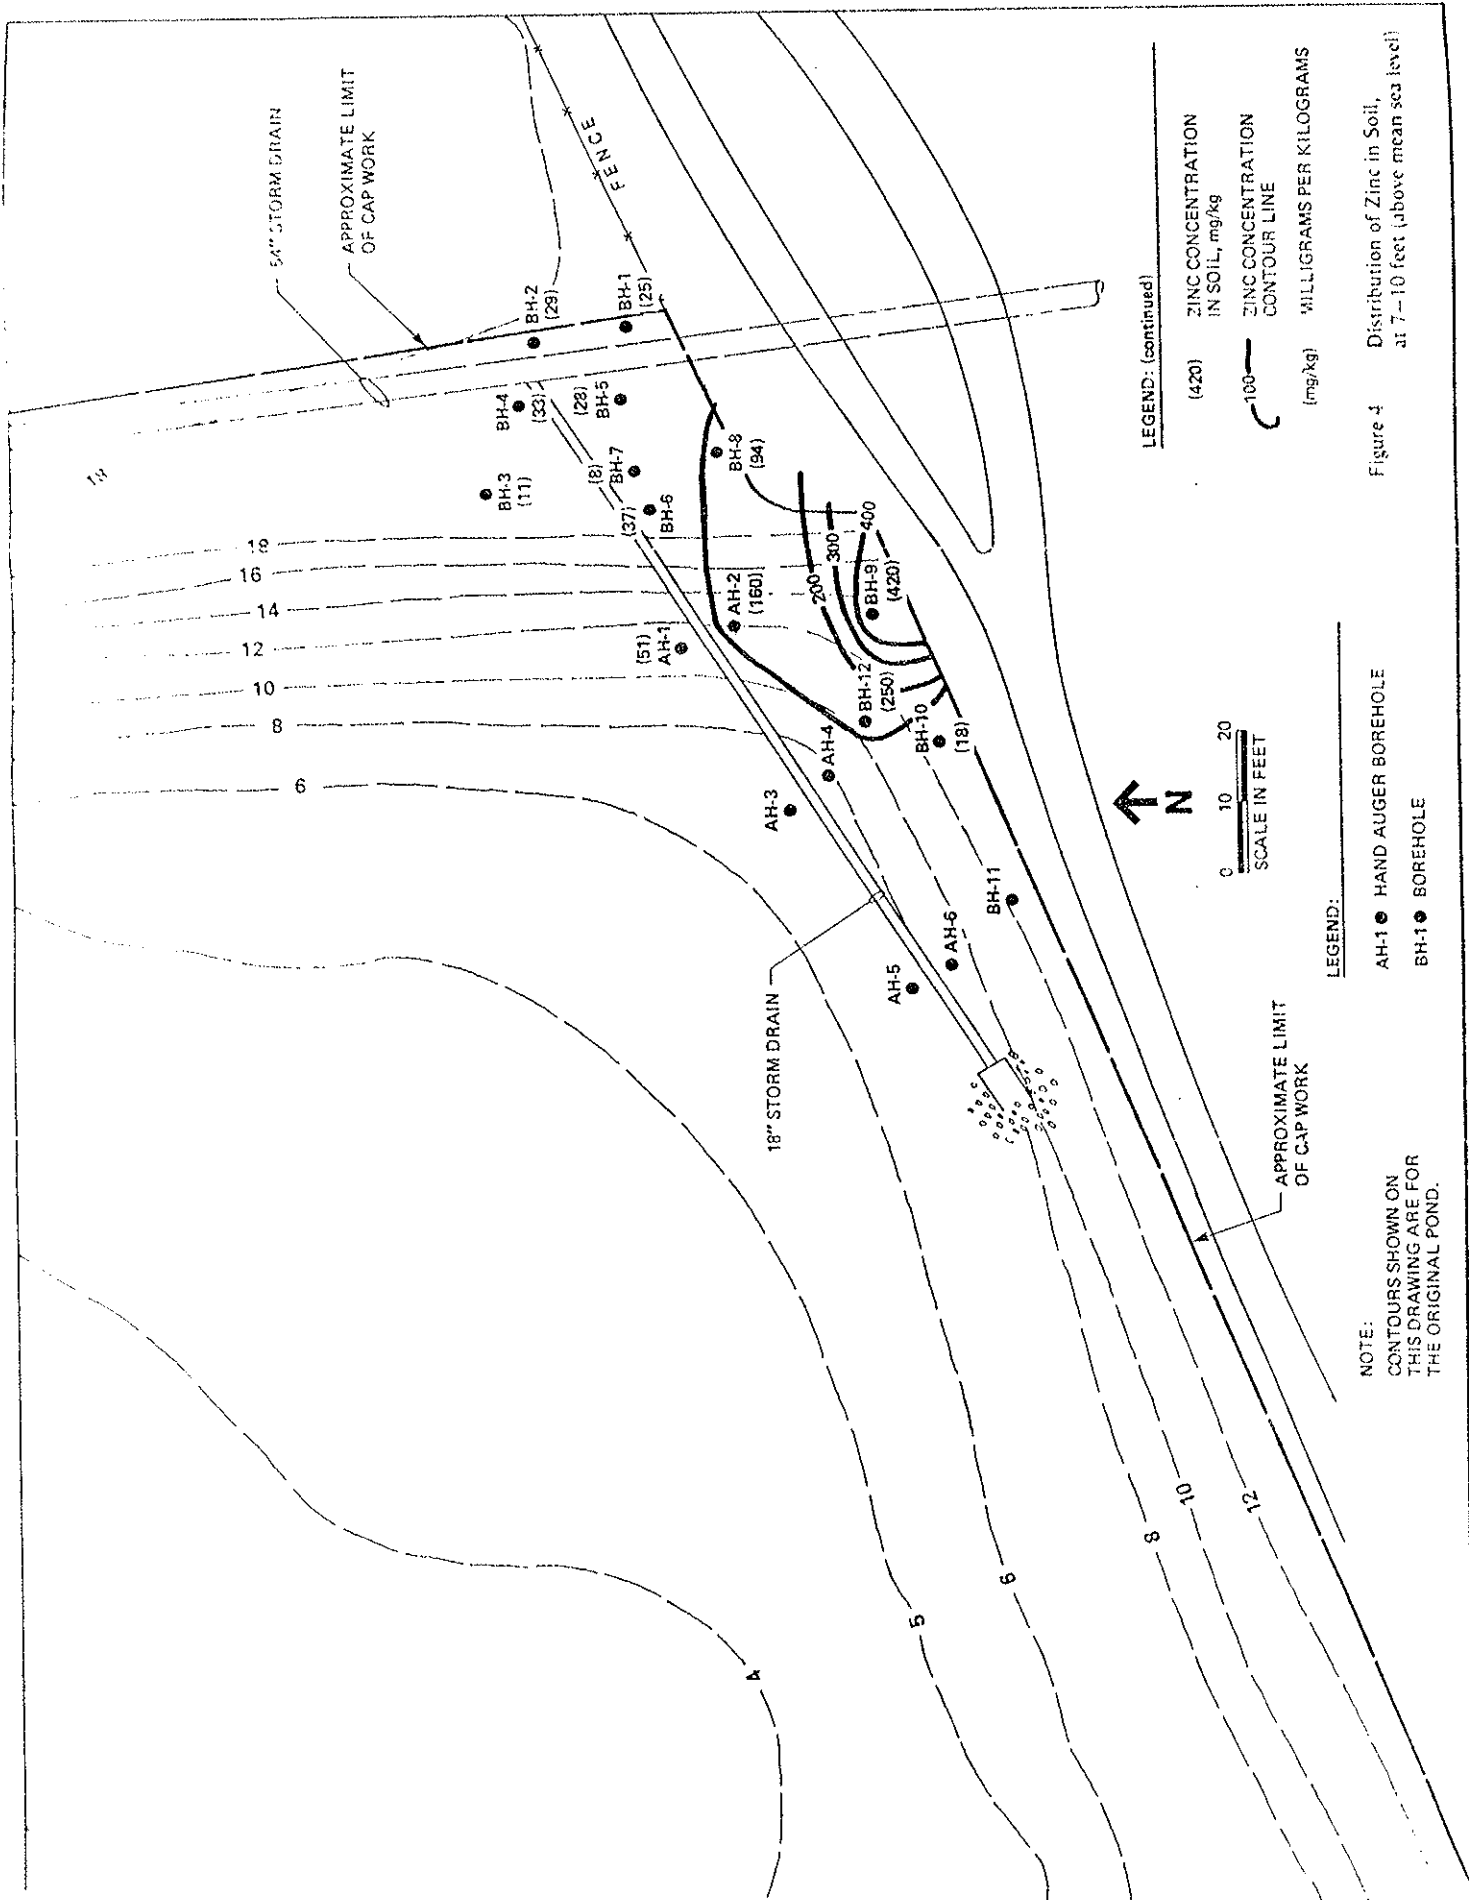 54" STORM DRAIN
APPROXIMATE LIMIT
OF CAP WORK
FENCE
BH-2
(29)
BH-1
(25)
BH-4
(33)
(28)
BH-5
BH-3
(11)
(8)
BH-7
(37)
BH-6
BH-8
(94)
18
18
16
14
12
10
8
6
(51)
AH-1
AH-2
(160)
200
300
400
BH-9
(420)
BH-12
(250)
BH-10
(18)
AH-4
AH-3
BH-11
AH-6
AH-5
18" STORM DRAIN
APPROXIMATE LIMIT
OF CAP WORK
4
5
6
8
10
12
N
0 10 20
SCALE IN FEET
LEGEND:
AH-1 HAND AUGER BOREHOLE
BH-1 BOREHOLE
LEGEND: (continued)
(420) ZINC CONCENTRATION
IN SOIL, mg/kg
100 ZINC CONCENTRATION
CONTOUR LINE
(mg/kg) MILLIGRAMS PER KILOGRAMS
NOTE:
CONTOURS SHOWN ON
THIS DRAWING ARE FOR
THE ORIGINAL POND.
Figure 4 Distribution of Zinc in Soil,
at 7-10 feet (above mean sea level)